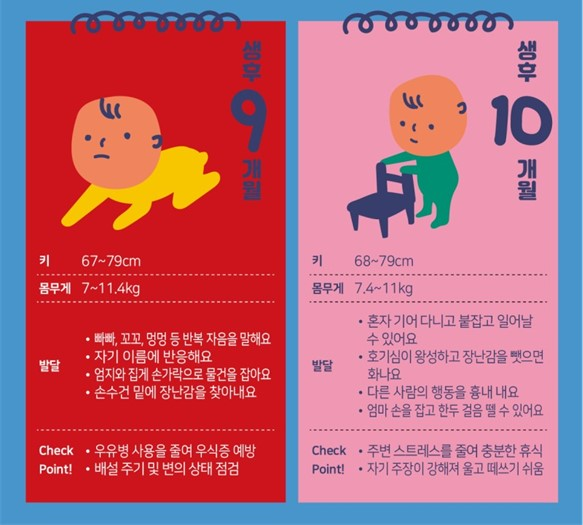 생후
9
개월
키 67~79cm
몸무게 7~11.4kg
발달
• 빠빠, 꼬꼬, 멍멍 등 반복 자음을 말해요
• 자기 이름에 반응해요
• 엄지와 집게 손가락으로 물건을 잡아요
• 손수건 밑에 장난감을 찾아내요
Check
Point!
• 우유병 사용을 줄여 우식증 예방
• 배설 주기 및 변의 상태 점검
생후
10
개월
키 68~79cm
몸무게 7.4~11kg
발달
• 혼자 기어 다니고 붙잡고 일어날
수 있어요
• 호기심이 왕성하고 장난감을 뺏으면
화나요
• 다른 사람의 행동을 흉내 내요
• 엄마 손을 잡고 한두 걸음 뗄 수 있어요
Check
Point!
• 주변 스트레스를 줄여 충분한 휴식
• 자기 주장이 강해져 울고 떼쓰기 쉬움